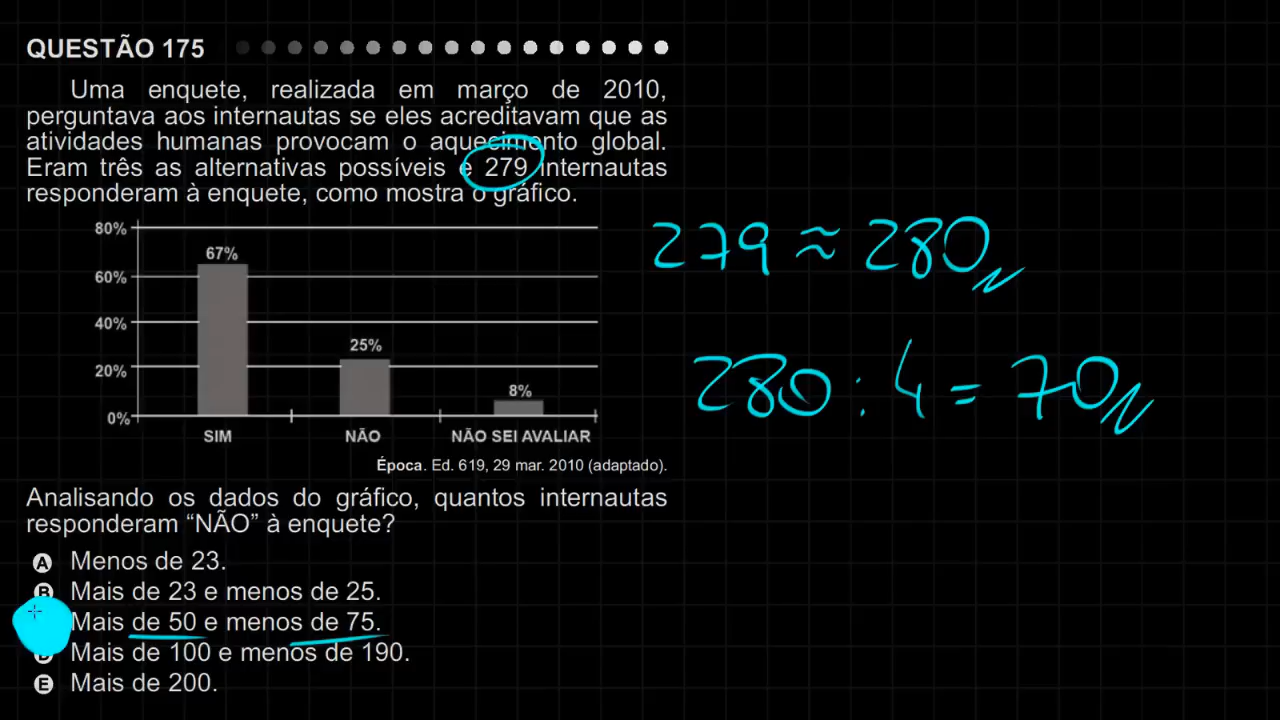 QUESTÃO 175
Uma enquete, realizada em março de 2010,
perguntava aos internautas se eles acreditavam que as
atividades humanas provocam o aquecimento global.
Eram três as alternativas possíveis e 279 internautas
responderam à enquete, como mostra o gráfico.
80%
67%
60%
40%
25%
20%
8%
0%
SIM NÃO NÃO SEI AVALIAR
Época. Ed. 619, 29 mar. 2010 (adaptado).
Analisando os dados do gráfico, quantos internautas
responderam “NÃO” à enquete?
A Menos de 23.
B Mais de 23 e menos de 25.
Mais de 50 e menos de 75.
D Mais de 100 e menos de 190.
E Mais de 200.
279 ≈ 280
280 : 4 = 70